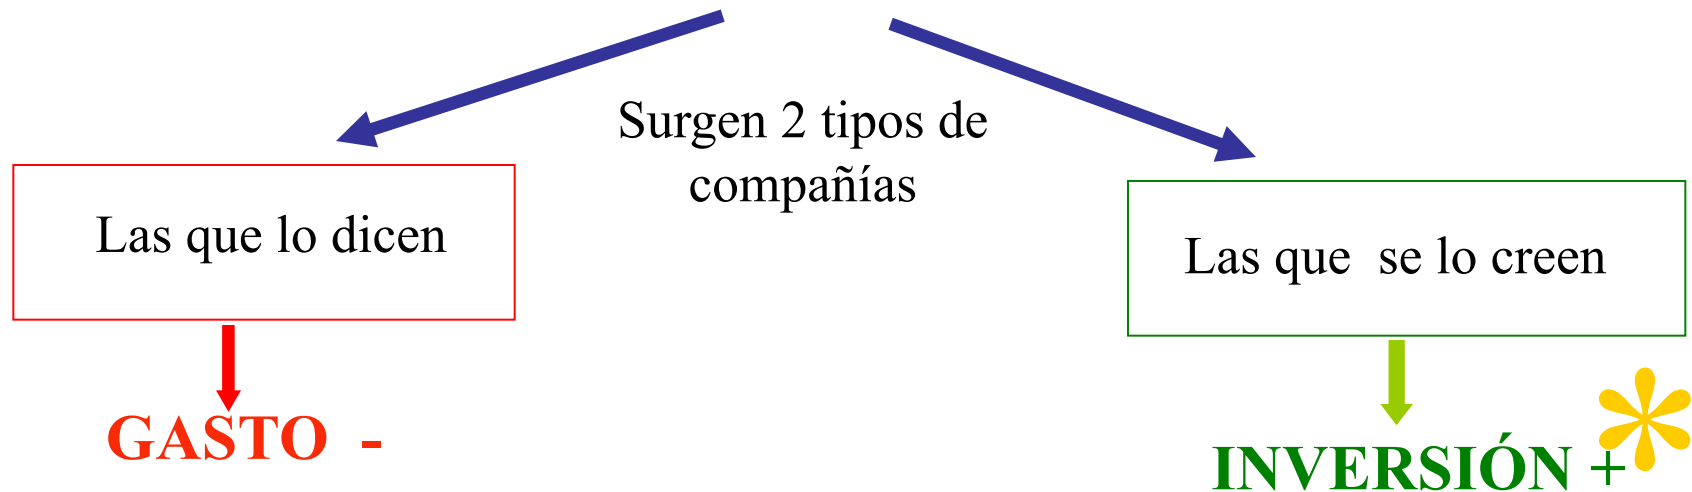 Surgen 2 tipos de
compañías
Las que lo dicen
Las que se lo creen
GASTO -
INVERSIÓN +
*